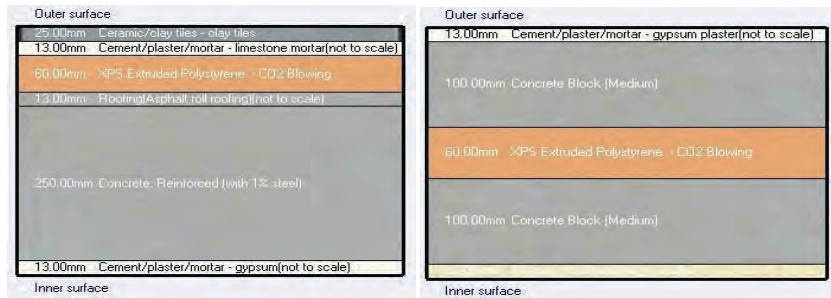 Outer surface
25.00mm Ceramic/clay tiles - clay tiles
13.00mm Cement/plaster/mortar - limestone mortar(not to scale)
60.00mm XPS Extruded Polystyrene - CO2 Blowing
13.00mm Roofing(Asphalt roll roofing)(not to scale)
250.00mm Concrete, Reinforced (with 1% steel)
13.00mm Cement/plaster/mortar - gypsum(not to scale)
Inner surface
Outer surface
13.00mm Cement/plaster/mortar - gypsum plaster(not to scale)
100.00mm Concrete Block (Medium)
60.00mm XPS Extruded Polystyrene - CO2 Blowing
100.00mm Concrete Block (Medium)
Inner surface